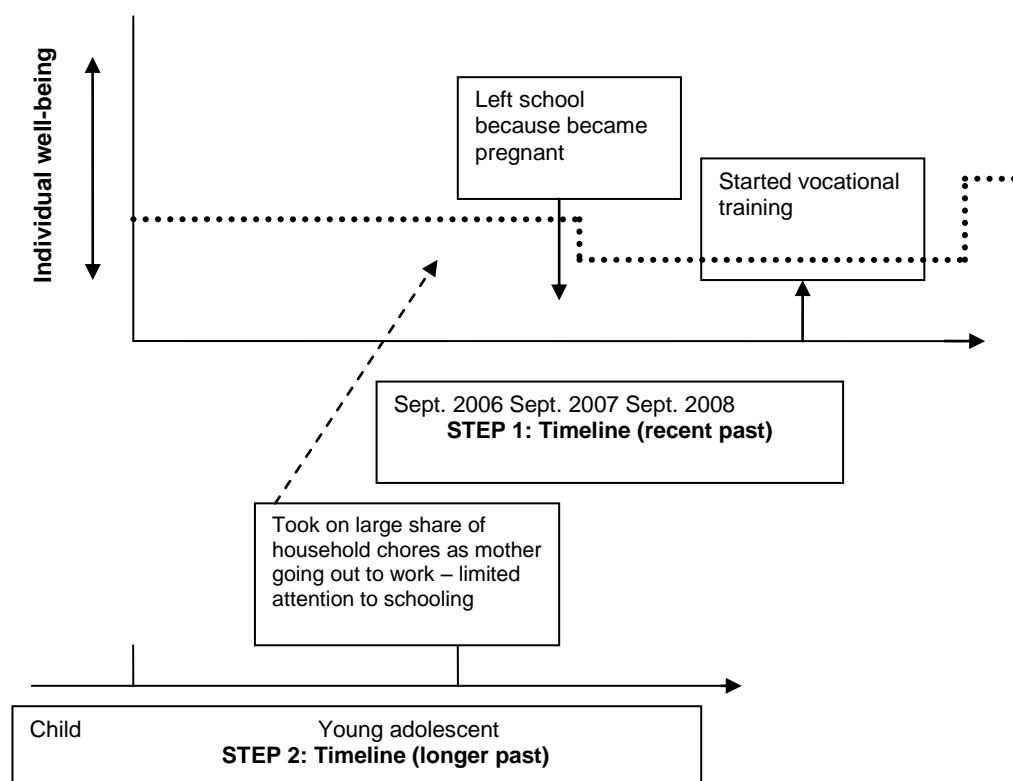 Individual well-being
Left school
because became
pregnant
Started vocational
training
Sept. 2006 Sept. 2007 Sept. 2008
STEP 1: Timeline (recent past)
Took on large share of
household chores as mother
going out to work – limited
attention to schooling
Child Young adolescent
STEP 2: Timeline (longer past)